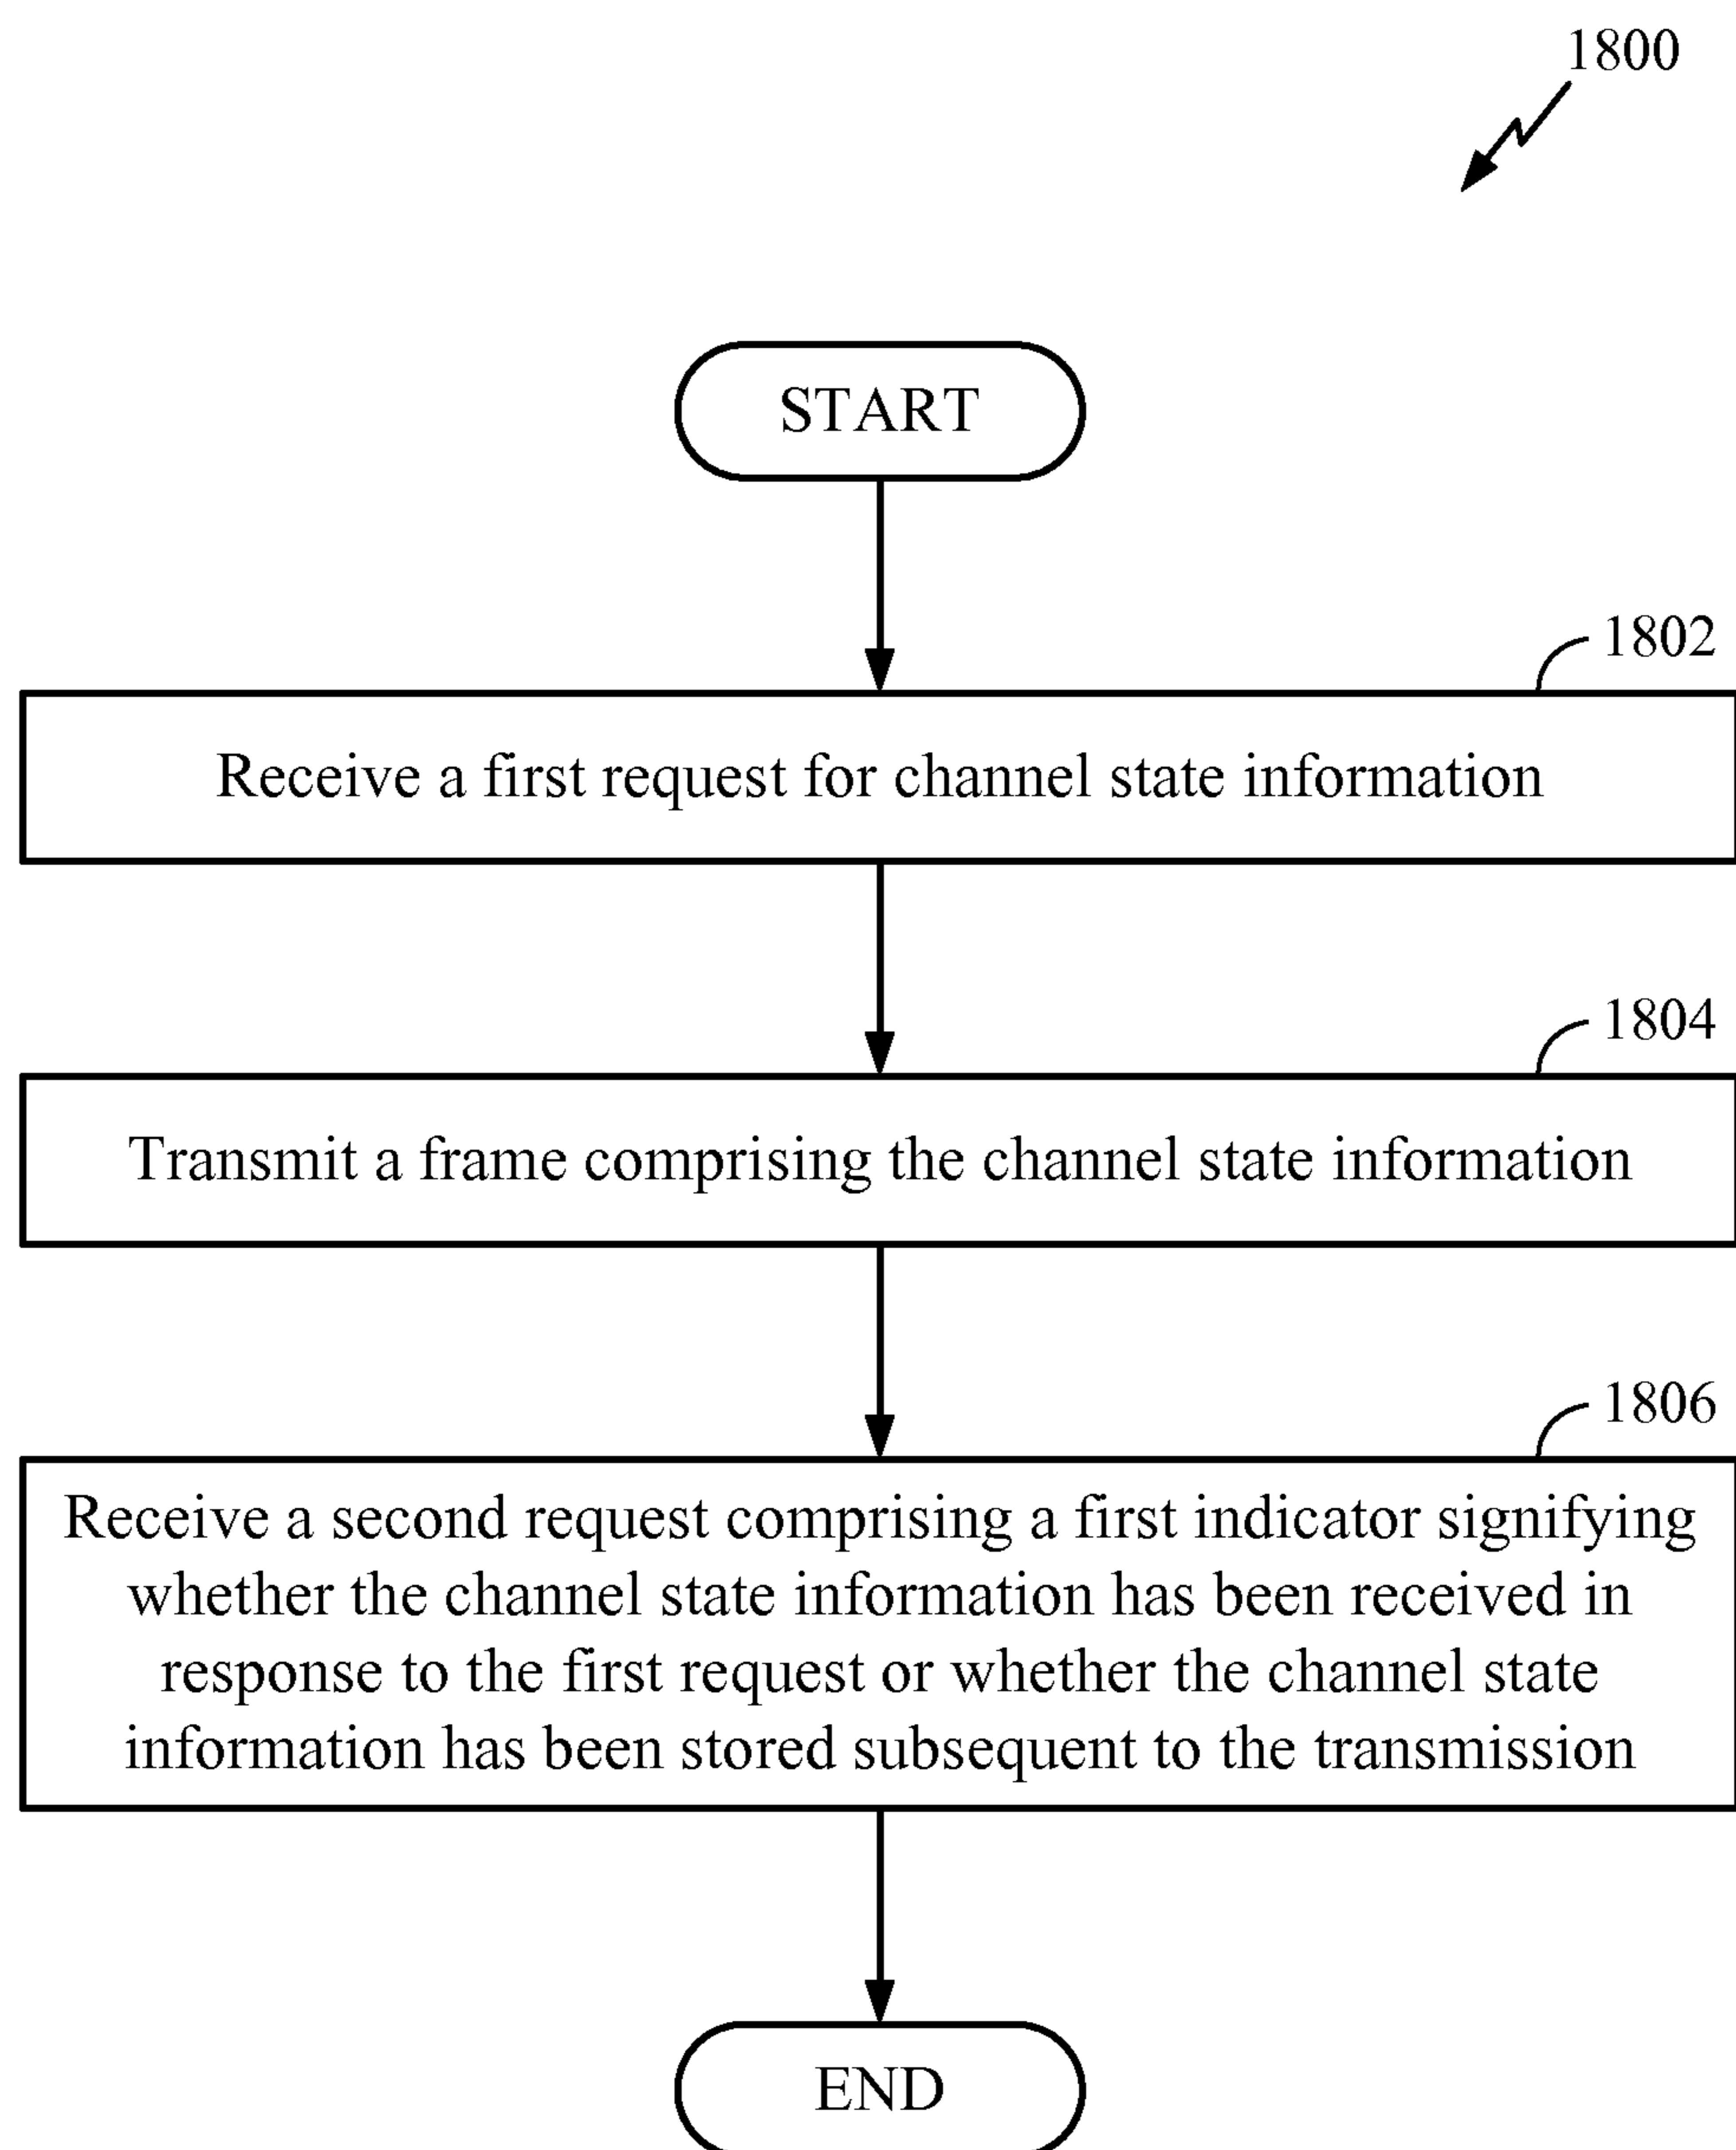 1800
START
1802
Receive a first request for channel state information
1804
Transmit a frame comprising the channel state information
1806
Receive a second request comprising a first indicator signifying
whether the channel state information has been received in
response to the first request or whether the channel state
information has been stored subsequent to the transmission
END